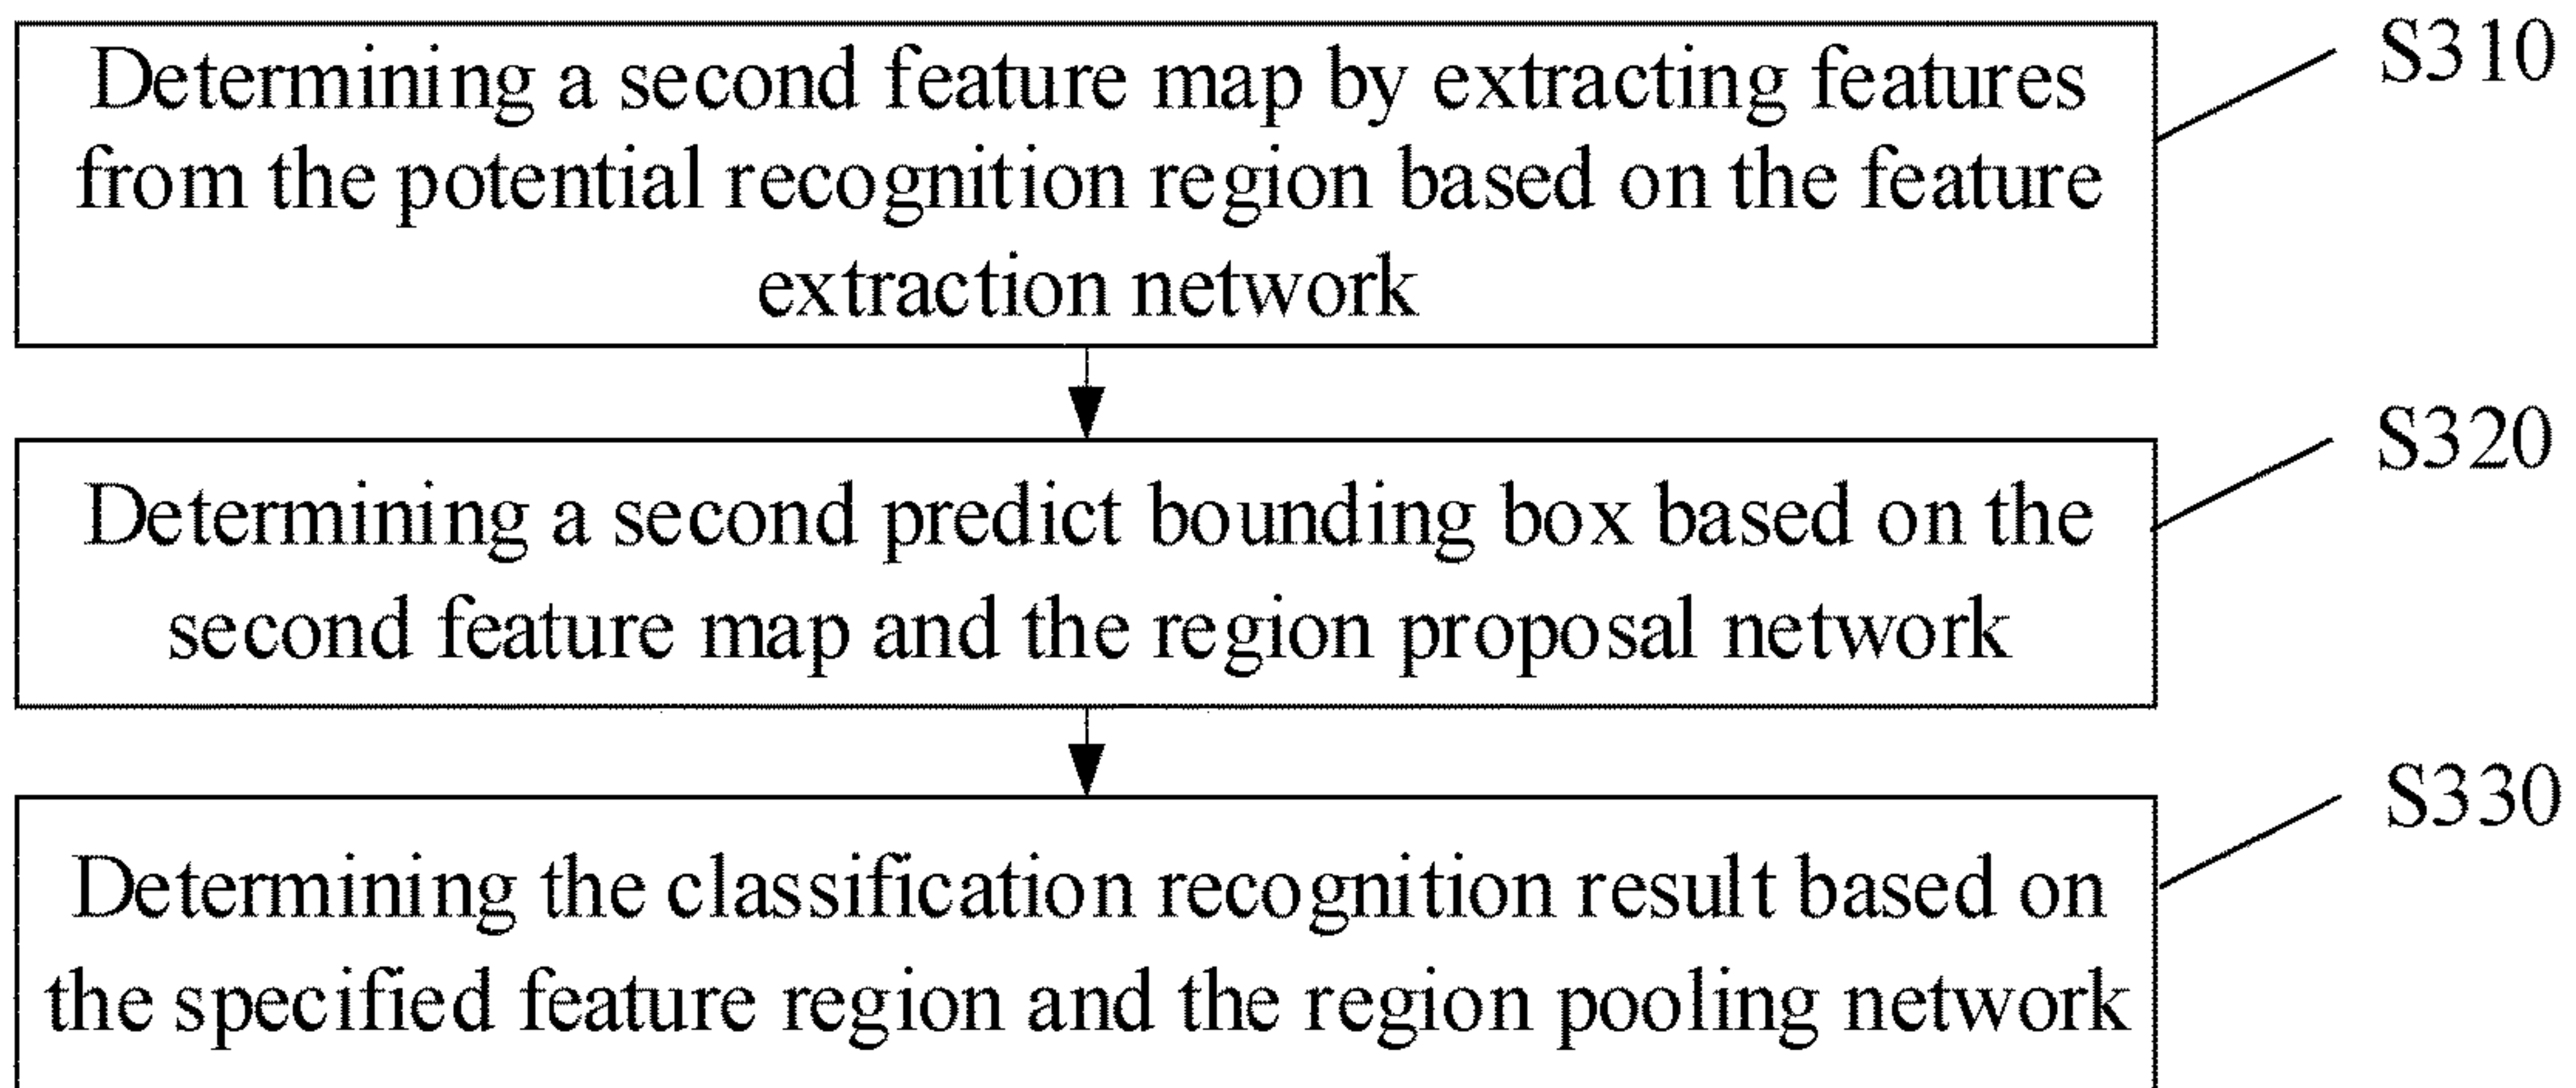 Determining a second feature map by extracting features
from the potential recognition region based on the feature
extraction network
S310
Determining a second predict bounding box based on the
second feature map and the region proposal network
S320
Determining the classification recognition result based on
the specified feature region and the region pooling network
S330